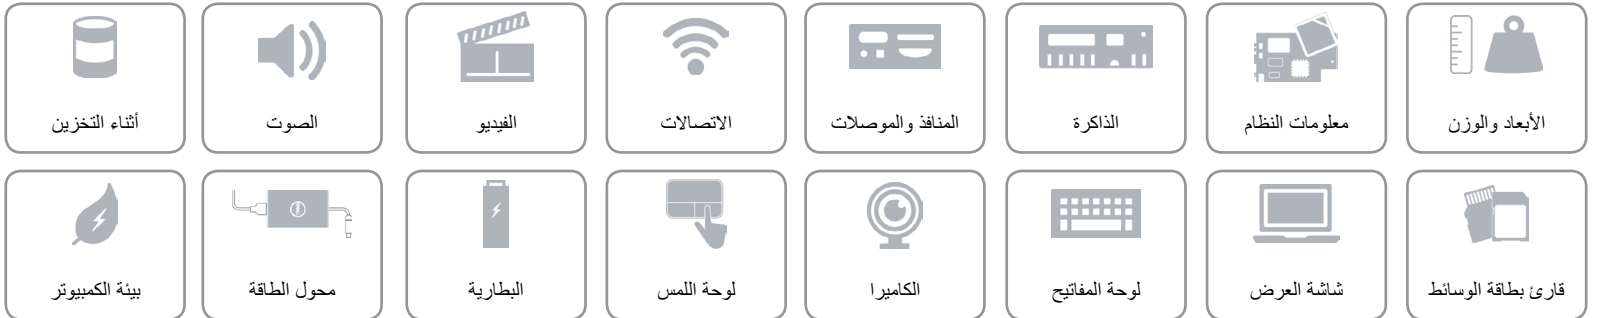 الأبعاد والوزن
معلومات النظام
الذاكرة
المنافذ والموصلات
الاتصالات
الفيديو
الصوت
أثناء التخزين
قارئ بطاقة الوسائط
شاشة العرض
لوحة المفاتيح
الكاميرا
لوحة اللمس
البطارية
محول الطاقة
بيئة الكمبيوتر